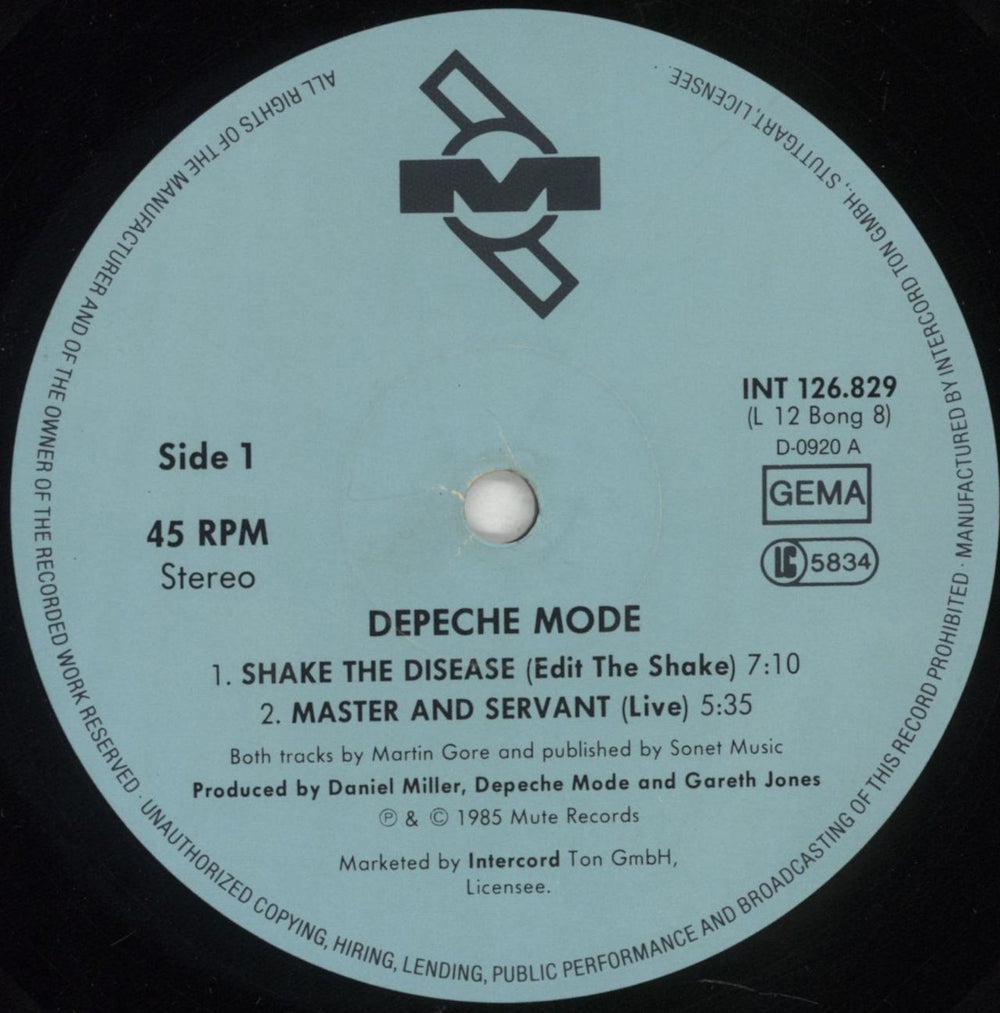 M
INT 126.829
(L 12 Bong 8)
D-0920 A
GEMA
LC 5834
Side 1
45 RPM
Stereo
DEPECHE MODE
1. SHAKE THE DISEASE (Edit The Shake) 7:10
2. MASTER AND SERVANT (Live) 5:35
Both tracks by Martin Gore and published by Sonet Music
Produced by Daniel Miller, Depeche Mode and Gareth Jones
Ⓟ & © 1985 Mute Records
Marketed by Intercord Ton GmbH,
Licensee.
ALL RIGHTS OF THE MANUFACTURER AND OF THE OWNER OF THE RECORDED WORK RESERVED · UNAUTHORIZED COPYING, HIRING, LENDING, PUBLIC PERFORMANCE AND BROADCASTING OF THIS RECORD PROHIBITED · MANUFACTURED BY INTERCORD TON GMBH., STUTTGART, LICENSEE.